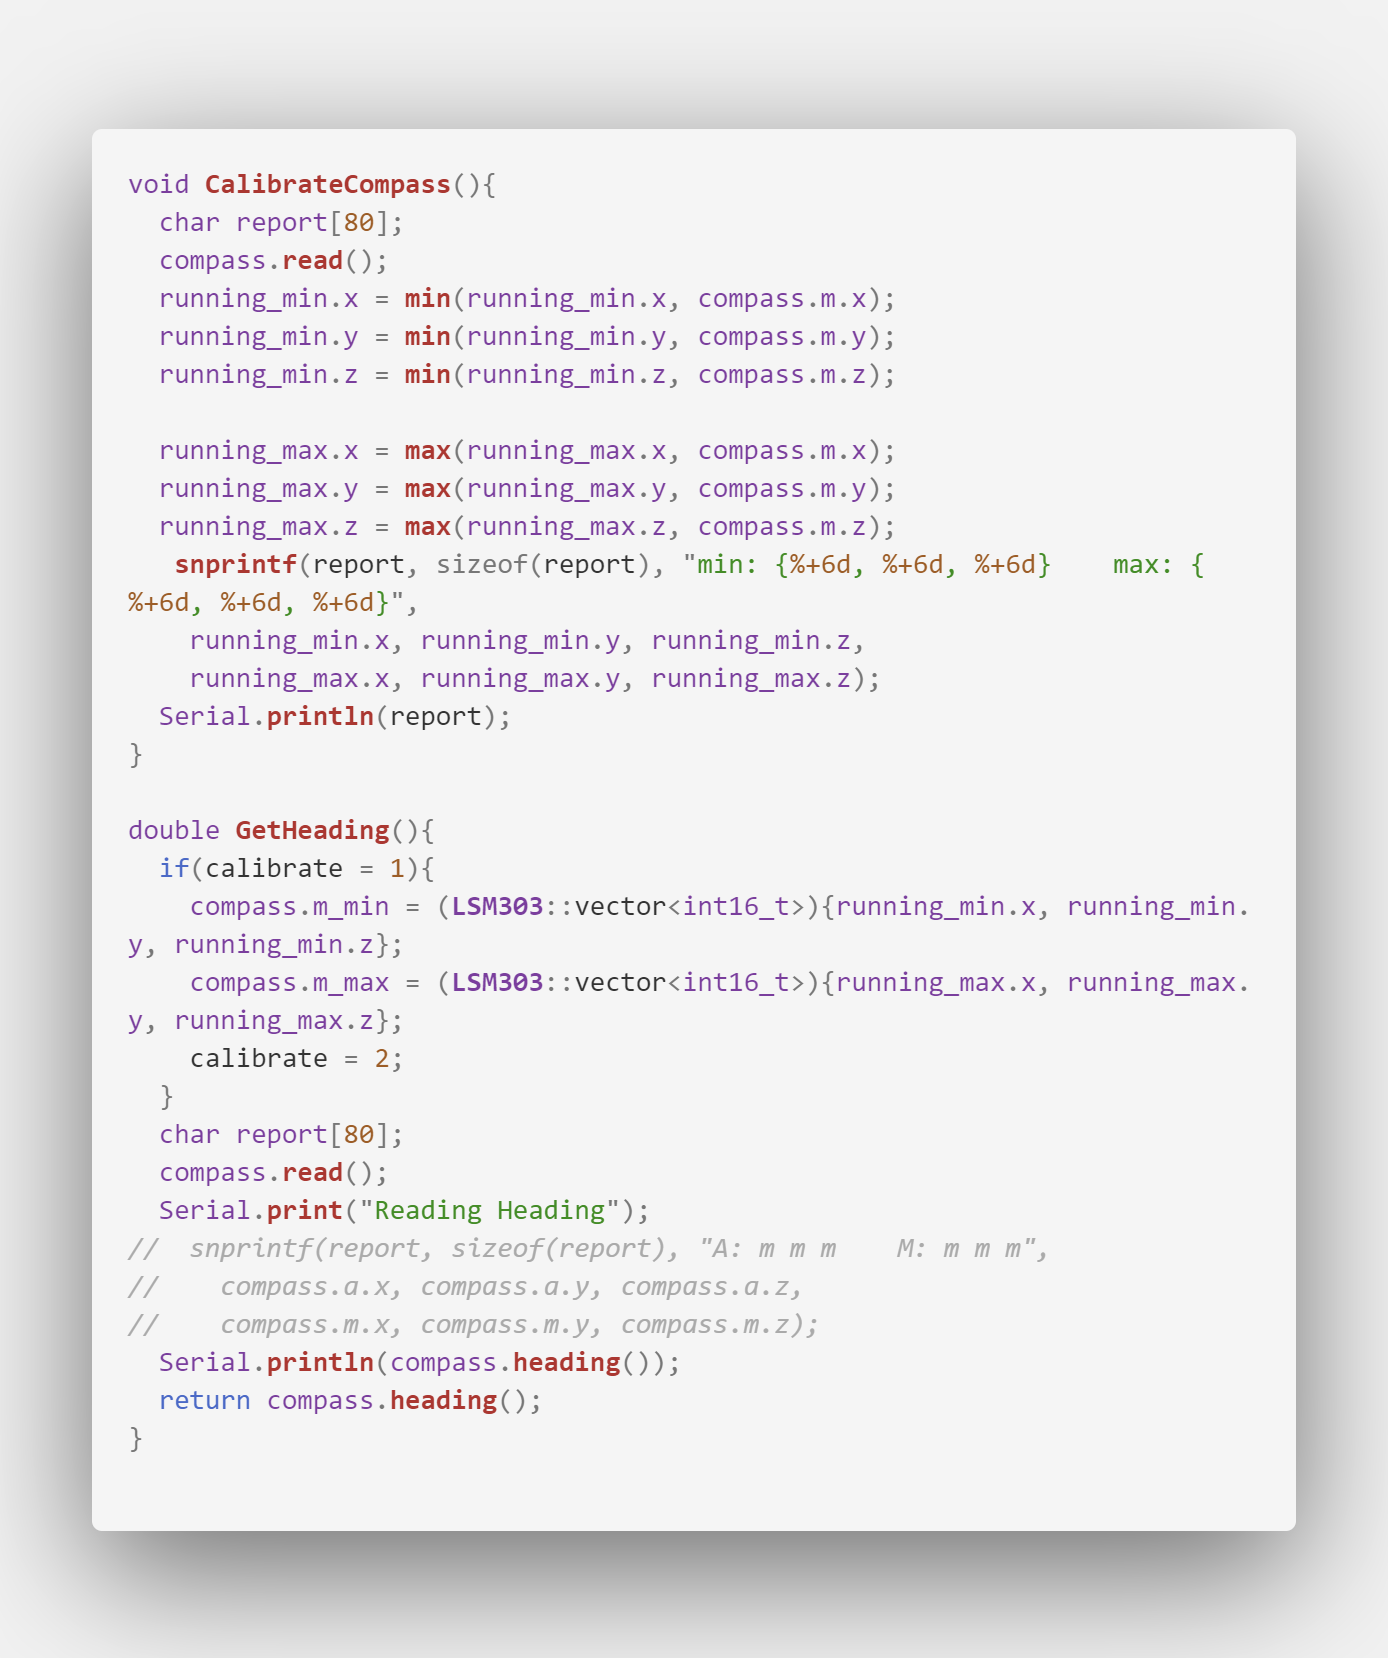 void CalibrateCompass(){
  char report[80];
  compass.read();
  running_min.x = min(running_min.x, compass.m.x);
  running_min.y = min(running_min.y, compass.m.y);
  running_min.z = min(running_min.z, compass.m.z);

  running_max.x = max(running_max.x, compass.m.x);
  running_max.y = max(running_max.y, compass.m.y);
  running_max.z = max(running_max.z, compass.m.z);
   snprintf(report, sizeof(report), "min: {%+6d, %+6d, %+6d}    max: {
%+6d, %+6d, %+6d}",
    running_min.x, running_min.y, running_min.z,
    running_max.x, running_max.y, running_max.z);
  Serial.println(report);
}

double GetHeading(){
  if(calibrate = 1){
    compass.m_min = (LSM303::vector<int16_t>){running_min.x, running_min.
y, running_min.z};
    compass.m_max = (LSM303::vector<int16_t>){running_max.x, running_max.
y, running_max.z};
    calibrate = 2;
  }
  char report[80];
  compass.read();
  Serial.print("Reading Heading");
//  snprintf(report, sizeof(report), "A: m m m    M: m m m",
//    compass.a.x, compass.a.y, compass.a.z,
//    compass.m.x, compass.m.y, compass.m.z);
  Serial.println(compass.heading());
  return compass.heading();
}